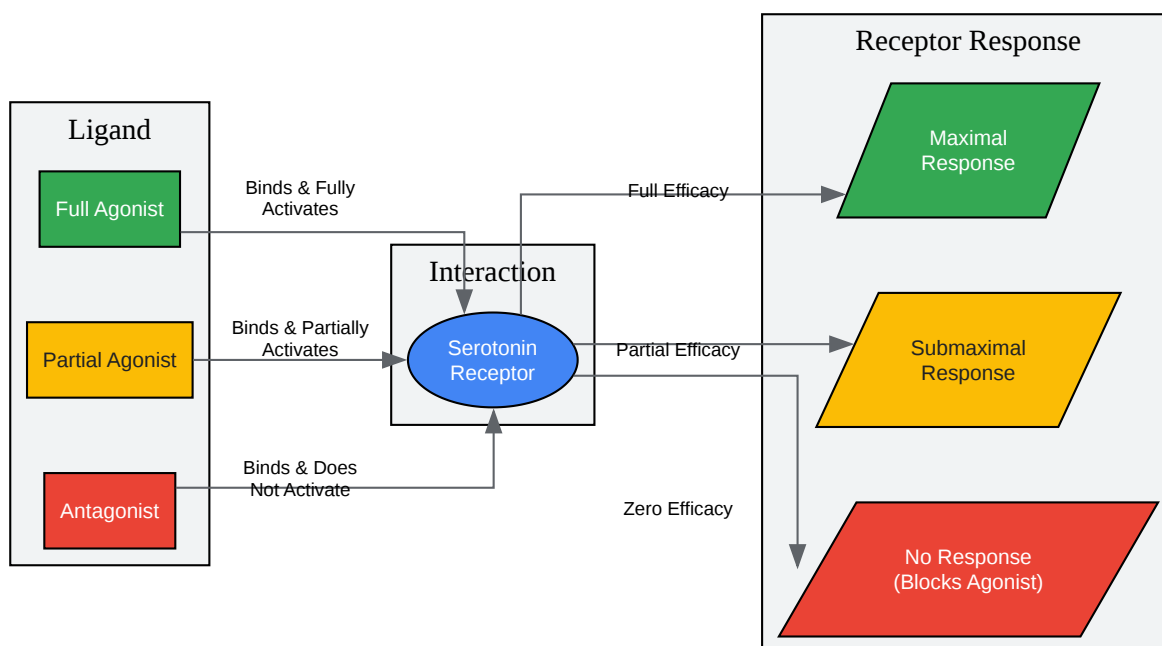 Ligand
Full Agonist
Partial Agonist
Antagonist
Binds & Fully
Activates
Binds & Partially
Activates
Binds & Does
Not Activate
Interaction
Serotonin
Receptor
Full Efficacy
Partial Efficacy
Zero Efficacy
Receptor Response
Maximal
Response
Submaximal
Response
No Response
(Blocks Agonist)